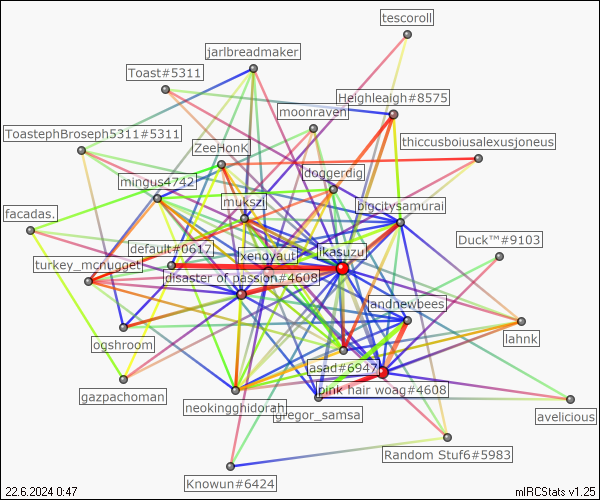 tescoroll
jarlbreadmaker
Toast#5311
Heighleaigh#8575
moonraven
ToastephBroseph5311#5311
thiccusboiusalexusjoneus
ZeeHonK
doggerdig
mingus4742
mukszi
bigcitysamurai
facadas.
Duck™#9103
default#0617
xenoyaut
lkasuzu
turkey_mcnugget
disaster of passion#4608
andnewbees
ogshroom
lahnk
asad#6947
pink hair woag#4608
gazpachoman
neokingghidorah
gregor_samsa
avelicious
Random Stuf6#5983
Knowun#6424
22.6.2024 0:47
mIRCStats v1.25